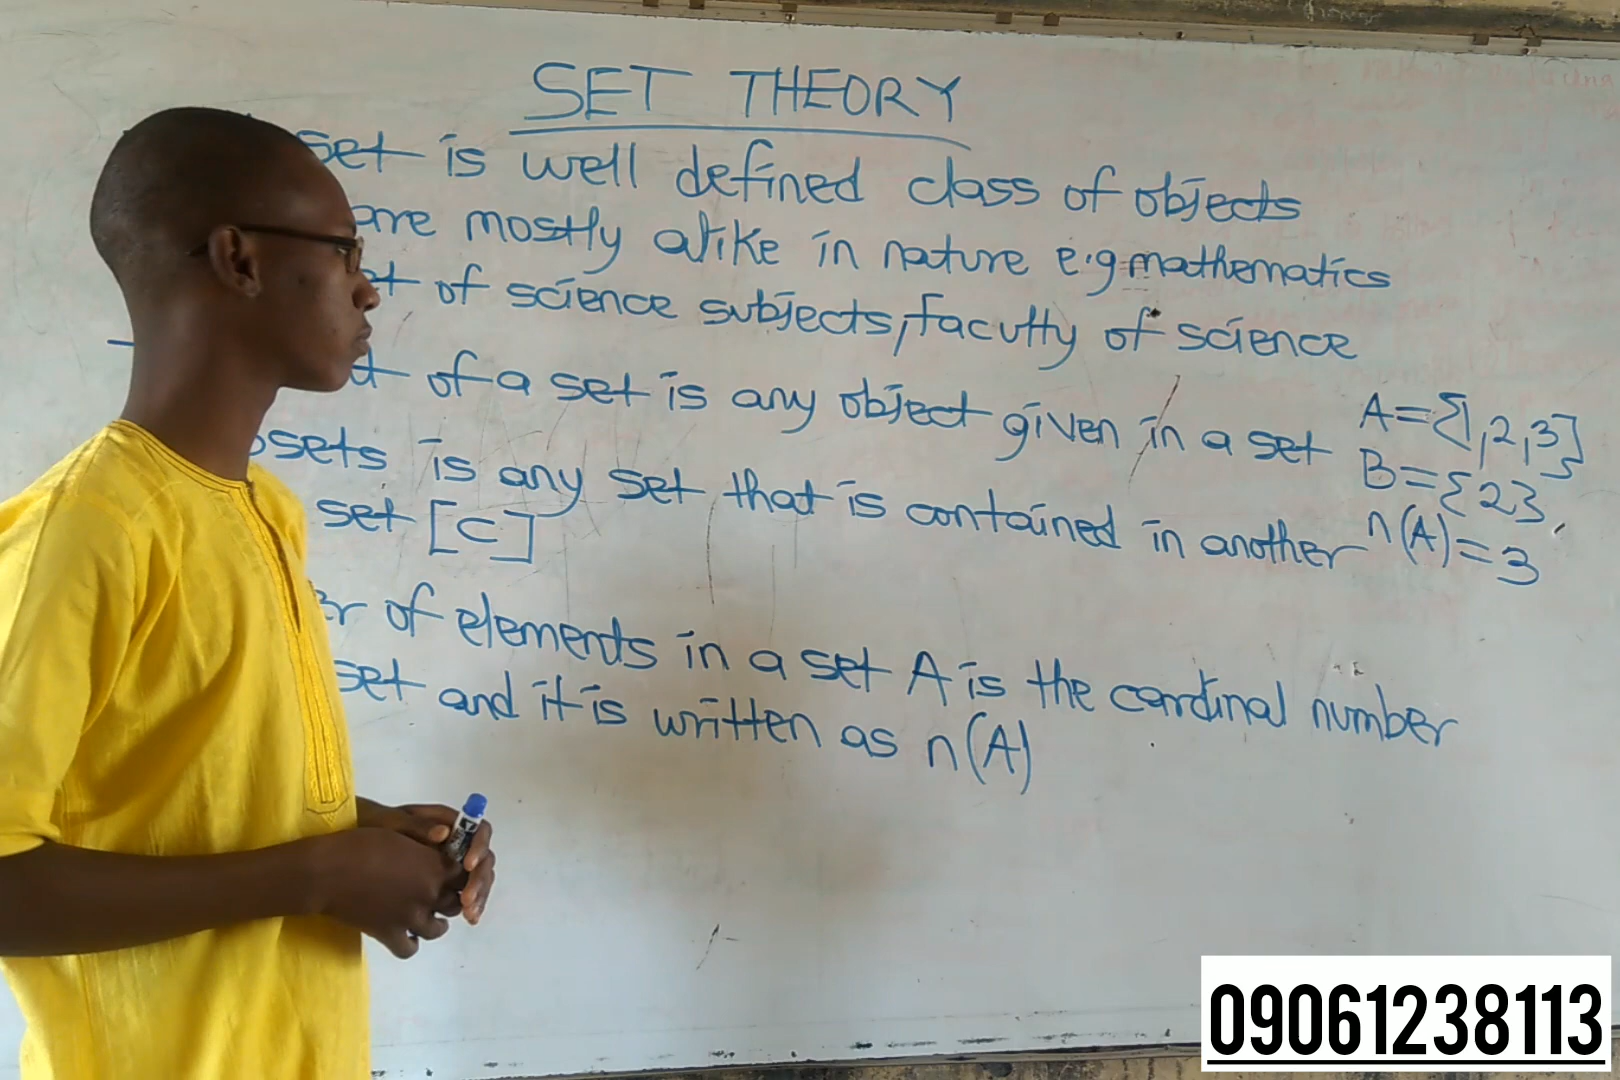 SET THEORY
set is well defined class of objects
are mostly alike in nature e.g mathematics
of science subjects, faculty of science
of a set is any object given in a set
A={1,2,3}
sets is any set that is contained in another
B={2}
set [c]
n(A)=3
of elements in a set A is the cardinal number
set and it is written as n(A)
09061238113